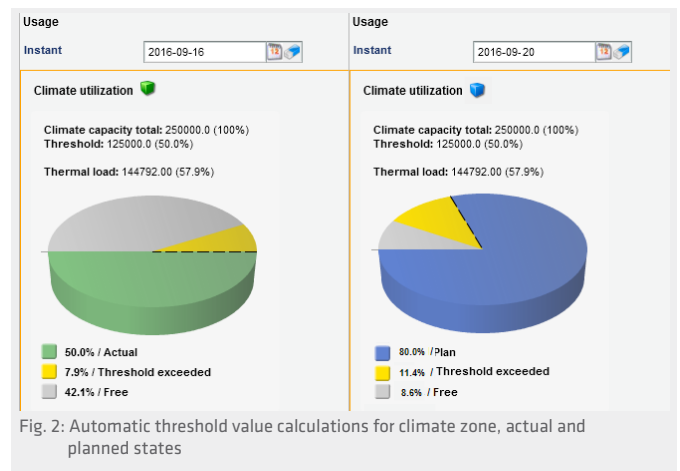 Usage
Instant
2016-09-16
12
Climate utilization
Climate capacity total: 250000.0 (100%)
Threshold: 125000.0 (50.0%)
Thermal load: 144792.00 (57.9%)
50.0% / Actual
7.9% / Threshold exceeded
42.1% / Free
Usage
Instant
2016-09-20
12
Climate utilization
Climate capacity total: 250000.0 (100%)
Threshold: 125000.0 (50.0%)
Thermal load: 144792.00 (57.9%)
80.0% / Plan
11.4% / Threshold exceeded
8.6% / Free
Fig. 2: Automatic threshold value calculations for climate zone, actual and
planned states